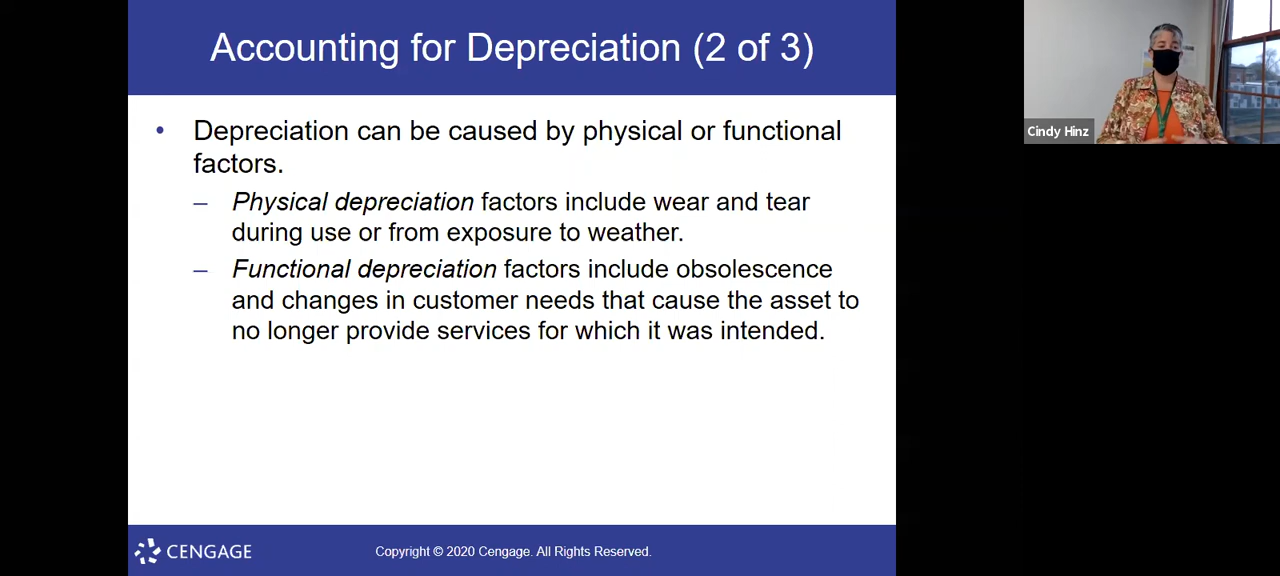 Accounting for Depreciation (2 of 3)
• Depreciation can be caused by physical or functional
factors.
– Physical depreciation factors include wear and tear
during use or from exposure to weather.
– Functional depreciation factors include obsolescence
and changes in customer needs that cause the asset to
no longer provide services for which it was intended.
CENGAGE
Copyright © 2020 Cengage. All Rights Reserved.
Cindy Hinz